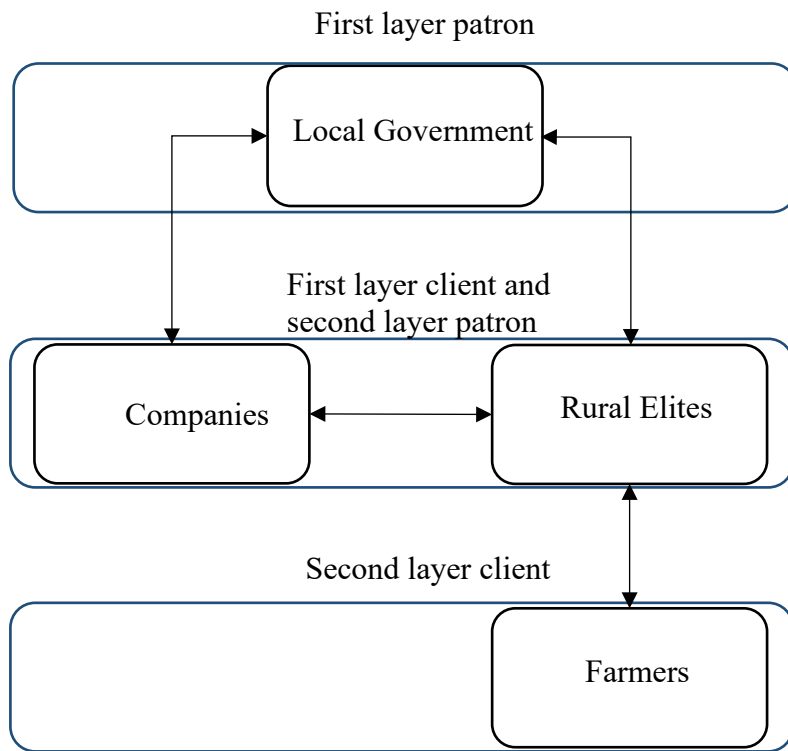 First layer patron
Local Government
First layer client and
second layer patron
Companies
Rural Elites
Second layer client
Farmers